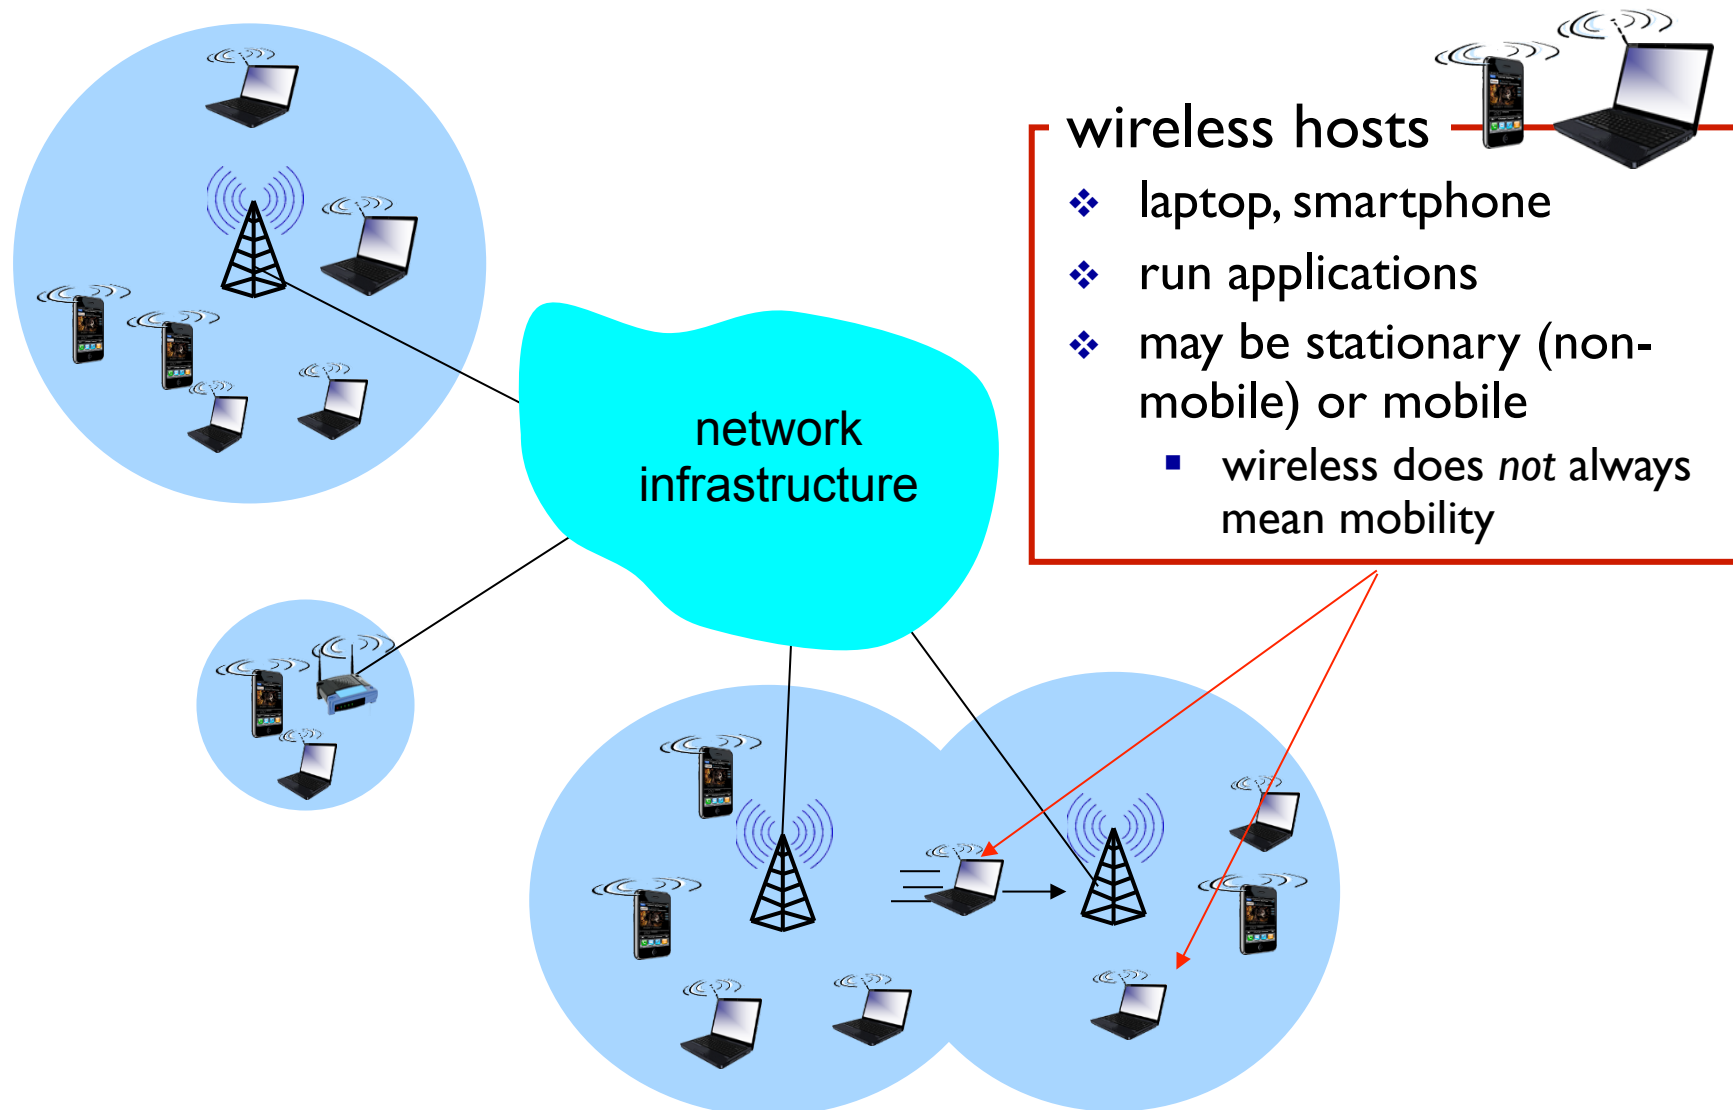 wireless hosts
❖ laptop, smartphone
❖ run applications
❖ may be stationary (non-
mobile) or mobile
▪ wireless does not always
mean mobility
network
infrastructure